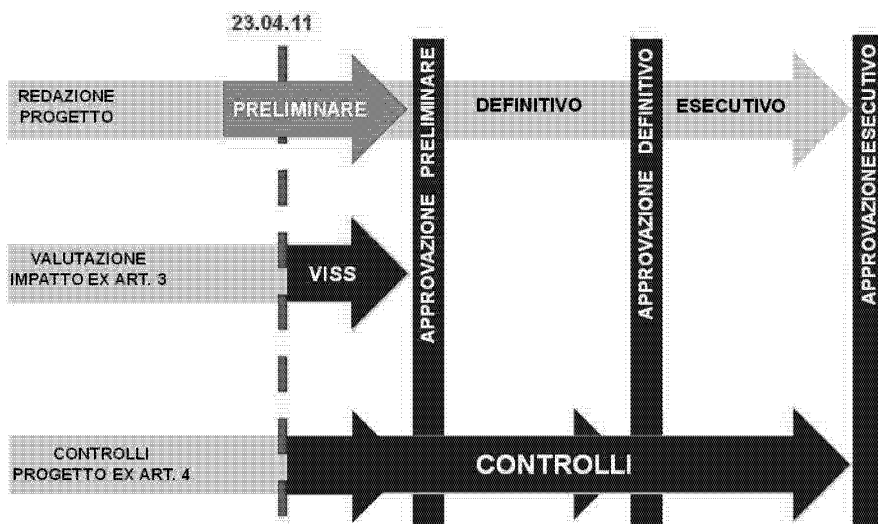 23.04.11
REDAZIONE
PROGETTO
PRELIMINARE
DEFINITIVO
ESECUTIVO
APPROVAZIONE PRELIMINARE
APPROVAZIONE DEFINITIVO
APPROVAZIONE ESECUTIVO
VALUTAZIONE
IMPATTO EX ART. 3
VISS
CONTROLLI
PROGETTO EX ART. 4
CONTROLLI